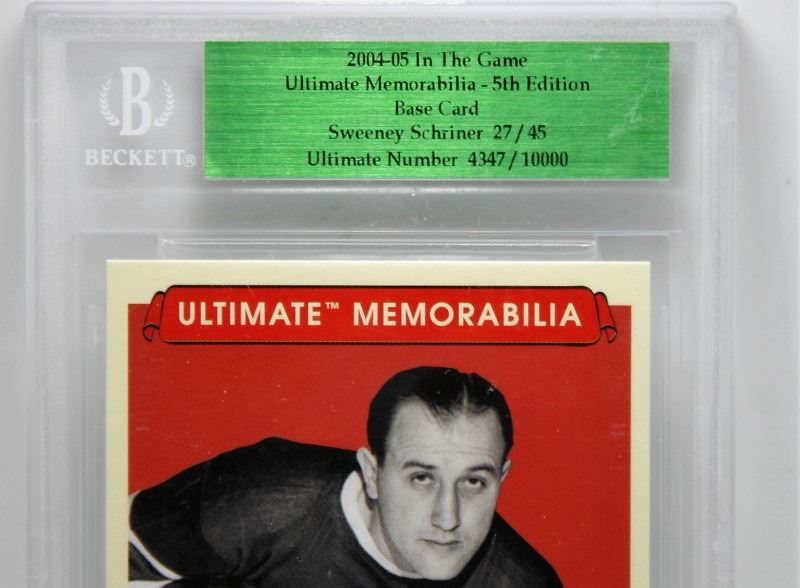 B
BECKETT®
2004-05 In The Game
Ultimate Memorabilia - 5th Edition
Base Card
Sweeney Schriner 27/45
Ultimate Number 4347/10000
ULTIMATE™ MEMORABILIA